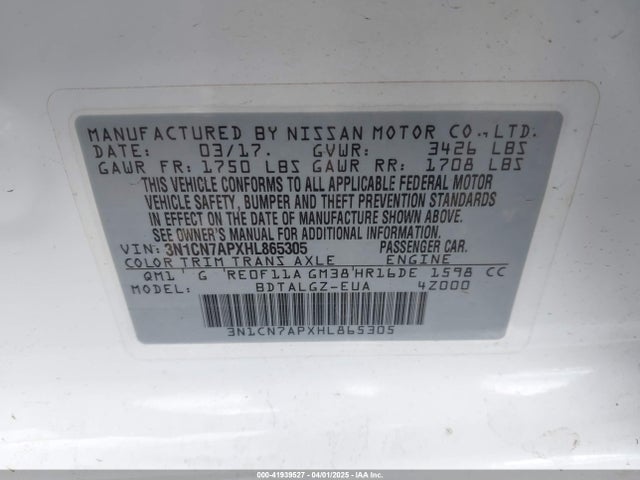 MANUFACTURED BY NISSAN MOTOR CO., LTD.
DATE: 03/17. GVWR: 3426 LBS
GAWR FR: 1750 LBS GAWR RR: 1708 LBS
THIS VEHICLE CONFORMS TO ALL APPLICABLE FEDERAL MOTOR
VEHICLE SAFETY, BUMPER, AND THEFT PREVENTION STANDARDS
IN EFFECT ON THE DATE OF MANUFACTURE SHOWN ABOVE.
SEE OWNER'S MANUAL FOR ADDITIONAL INFORMATION.
VIN: 3N1CN7APXHL865305 PASSENGER CAR.
COLOR TRIM TRANS AXLE ENGINE
QM1 G RE0F11A GM38 HR16DE 1598 CC
MODEL: BDTALGZ-EUA 4Z000
3N1CN7APXHL865305
000-41939527 04/01/2025 IAAI.CA